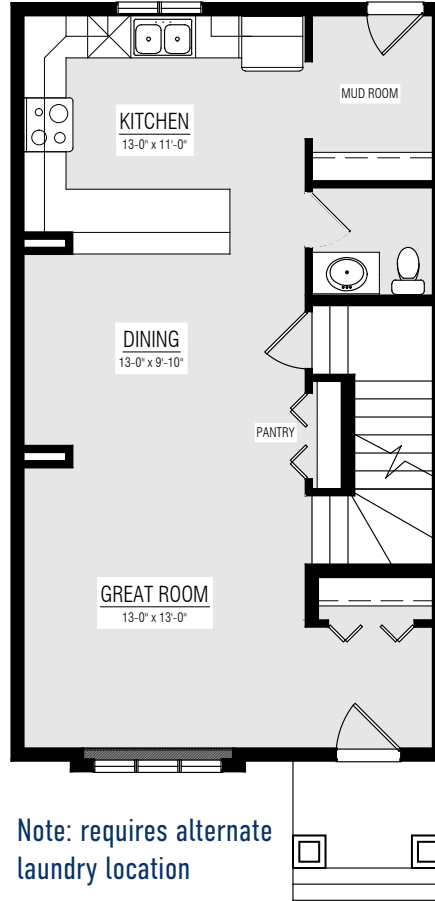 MUD ROOM
KITCHEN
13-0" x 11'-0"
DINING
13-0" x 9'-10"
PANTRY
GREAT ROOM
13-0" x 13'-0"
Note: requires alternate
laundry location